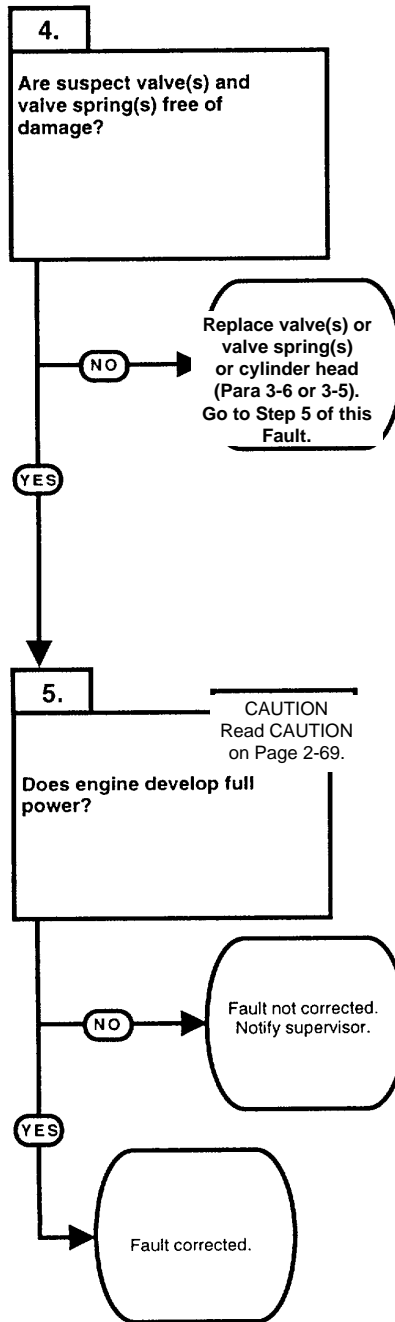 4.
Are suspect valve(s) and
valve spring(s) free of
damage?
NO
Replace valve(s) or
valve spring(s)
or cylinder head
(Para 3-6 or 3-5).
Go to Step 5 of this
Fault.
YES
5.
CAUTION
Read CAUTION
on Page 2-69.
Does engine develop full
power?
NO
Fault not corrected.
Notify supervisor.
YES
Fault corrected.